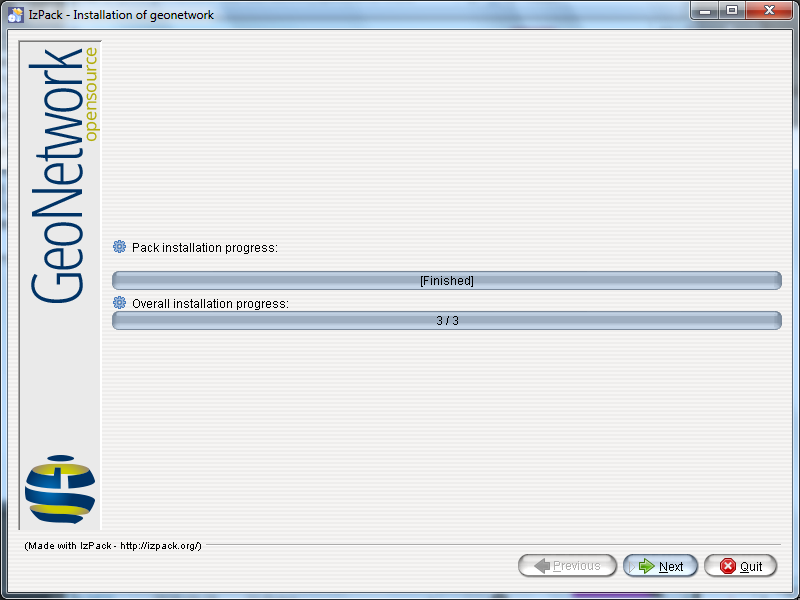 IzPack - Installation of geonetwork
GeoNetwork
opensource
Pack installation progress:
[Finished]
Overall installation progress:
3 / 3
(Made with IzPack - http://izpack.org/)
Previous
Next
Quit